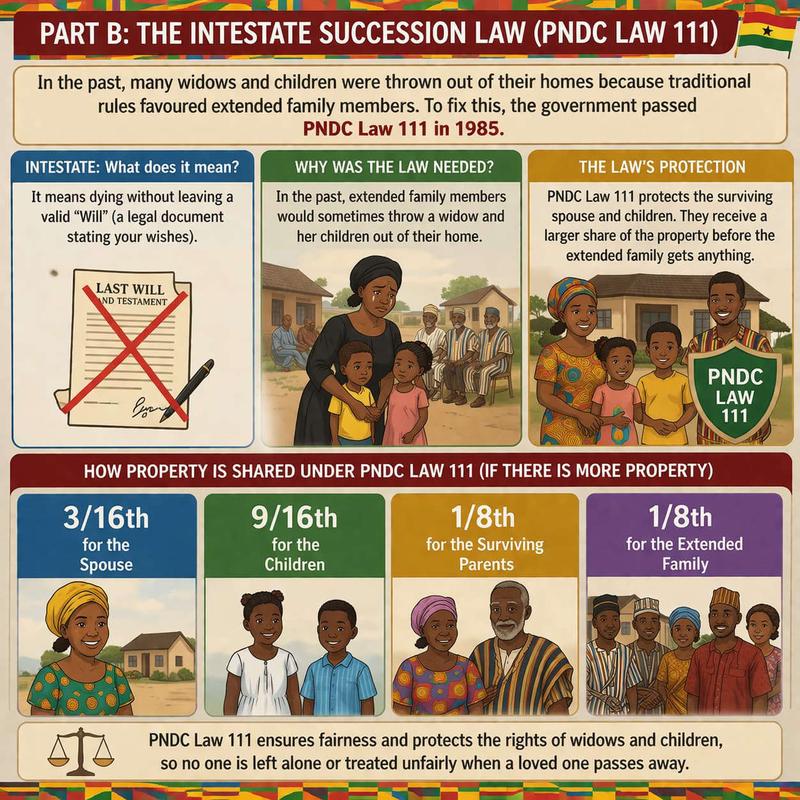 PART B: THE INTESTATE SUCCESSION LAW (PNDC LAW 111)
In the past, many widows and children were thrown out of their homes because traditional
rules favoured extended family members. To fix this, the government passed
PNDC Law 111 in 1985.
INTESTATE: What does it mean?
It means dying without leaving a
valid “Will” (a legal document
stating your wishes).
LAST WILL
AND TESTAMENT
WHY WAS THE LAW NEEDED?
In the past, extended family members
would sometimes throw a widow and
her children out of their home.
THE LAW’S PROTECTION
PNDC Law 111 protects the surviving
spouse and children. They receive a
larger share of the property before the
extended family gets anything.
PNDC
LAW
111
HOW PROPERTY IS SHARED UNDER PNDC LAW 111 (IF THERE IS MORE PROPERTY)
3/16th
for the
Spouse
9/16th
for the
Children
1/8th
for the Surviving
Parents
1/8th
for the Extended
Family
PNDC Law 111 ensures fairness and protects the rights of widows and children,
so no one is left alone or treated unfairly when a loved one passes away.